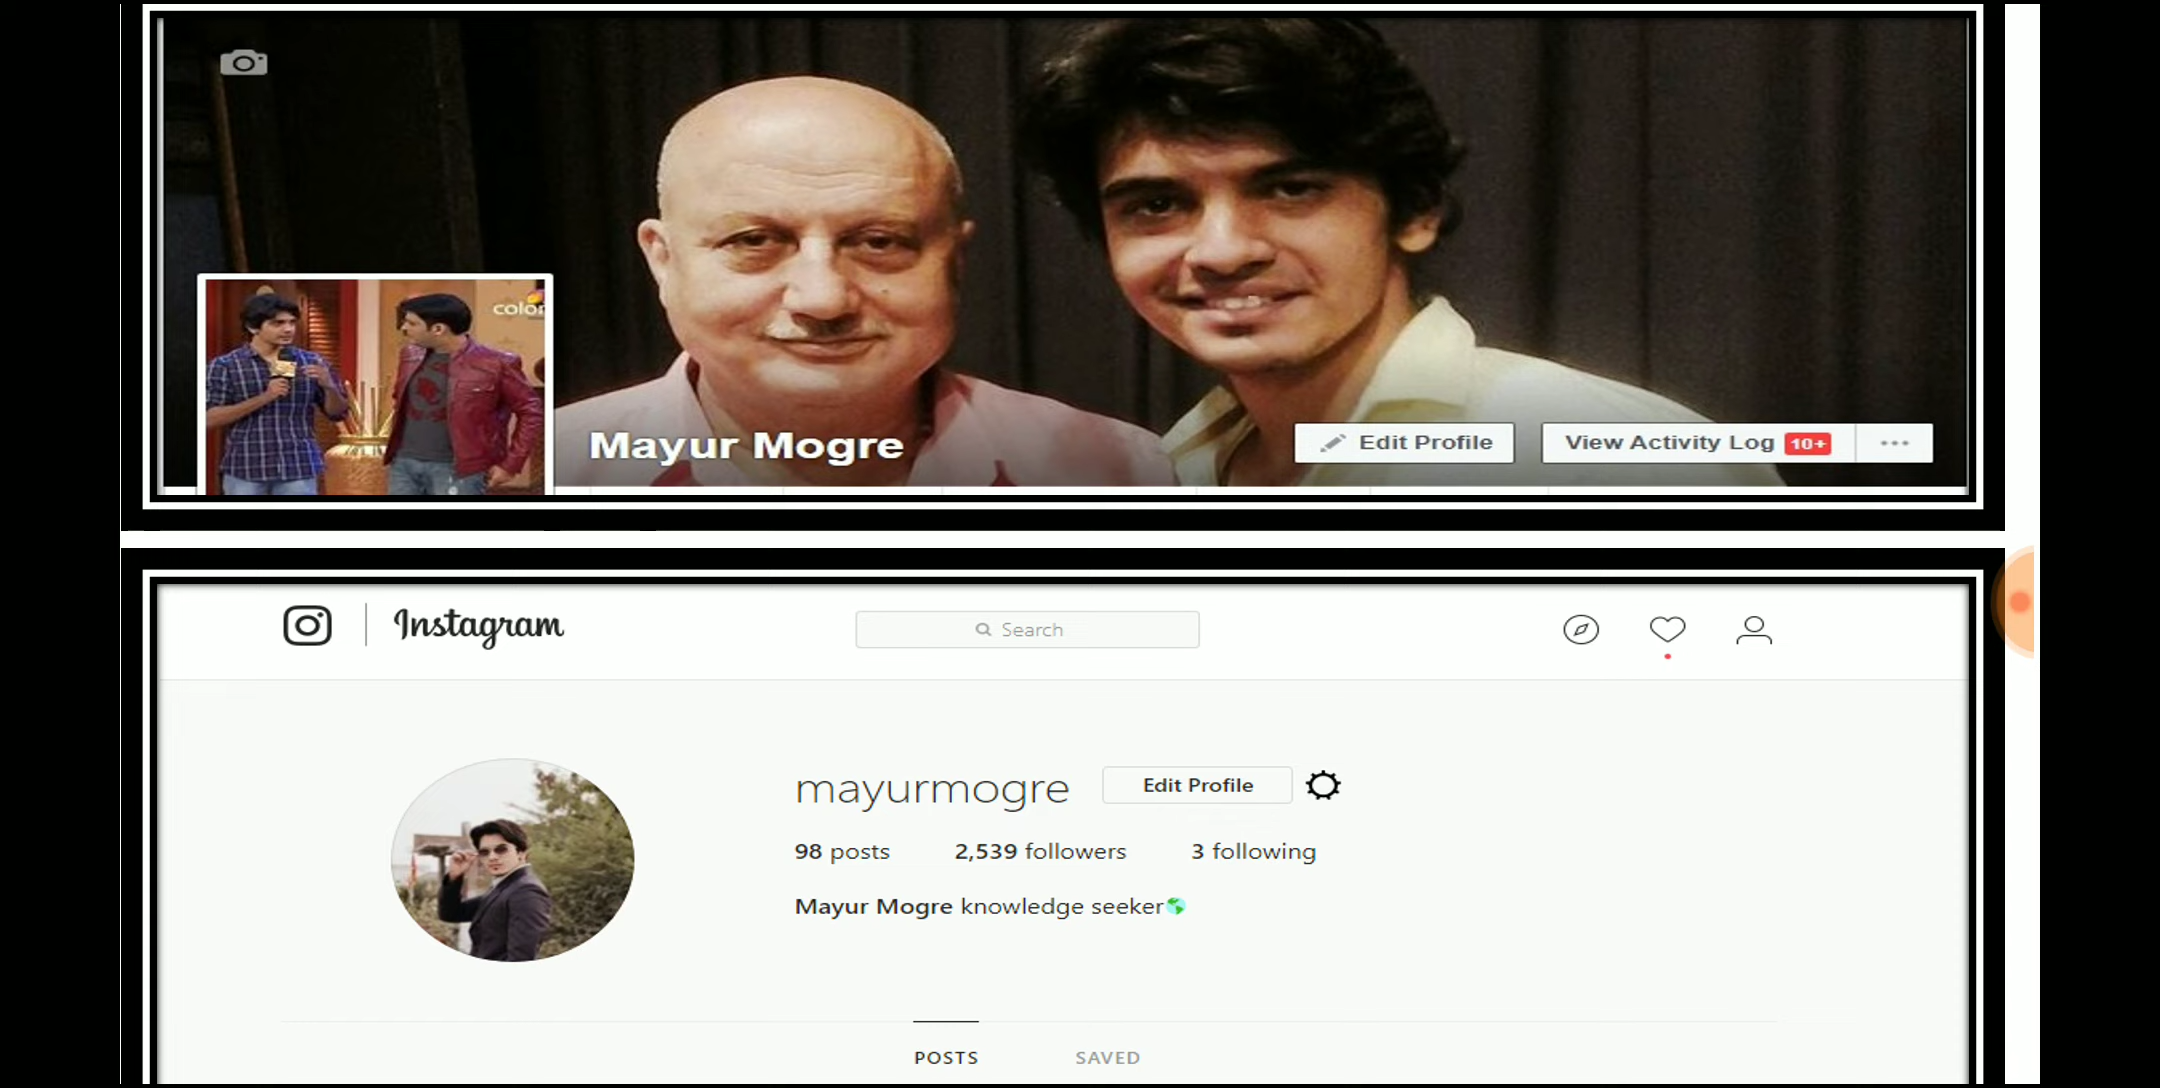 color
Mayur Mogre
Edit Profile
View Activity Log 10+
Instagram
Search
mayurmogre Edit Profile
98 posts 2,539 followers 3 following
Mayur Mogre knowledge seeker
POSTS SAVED